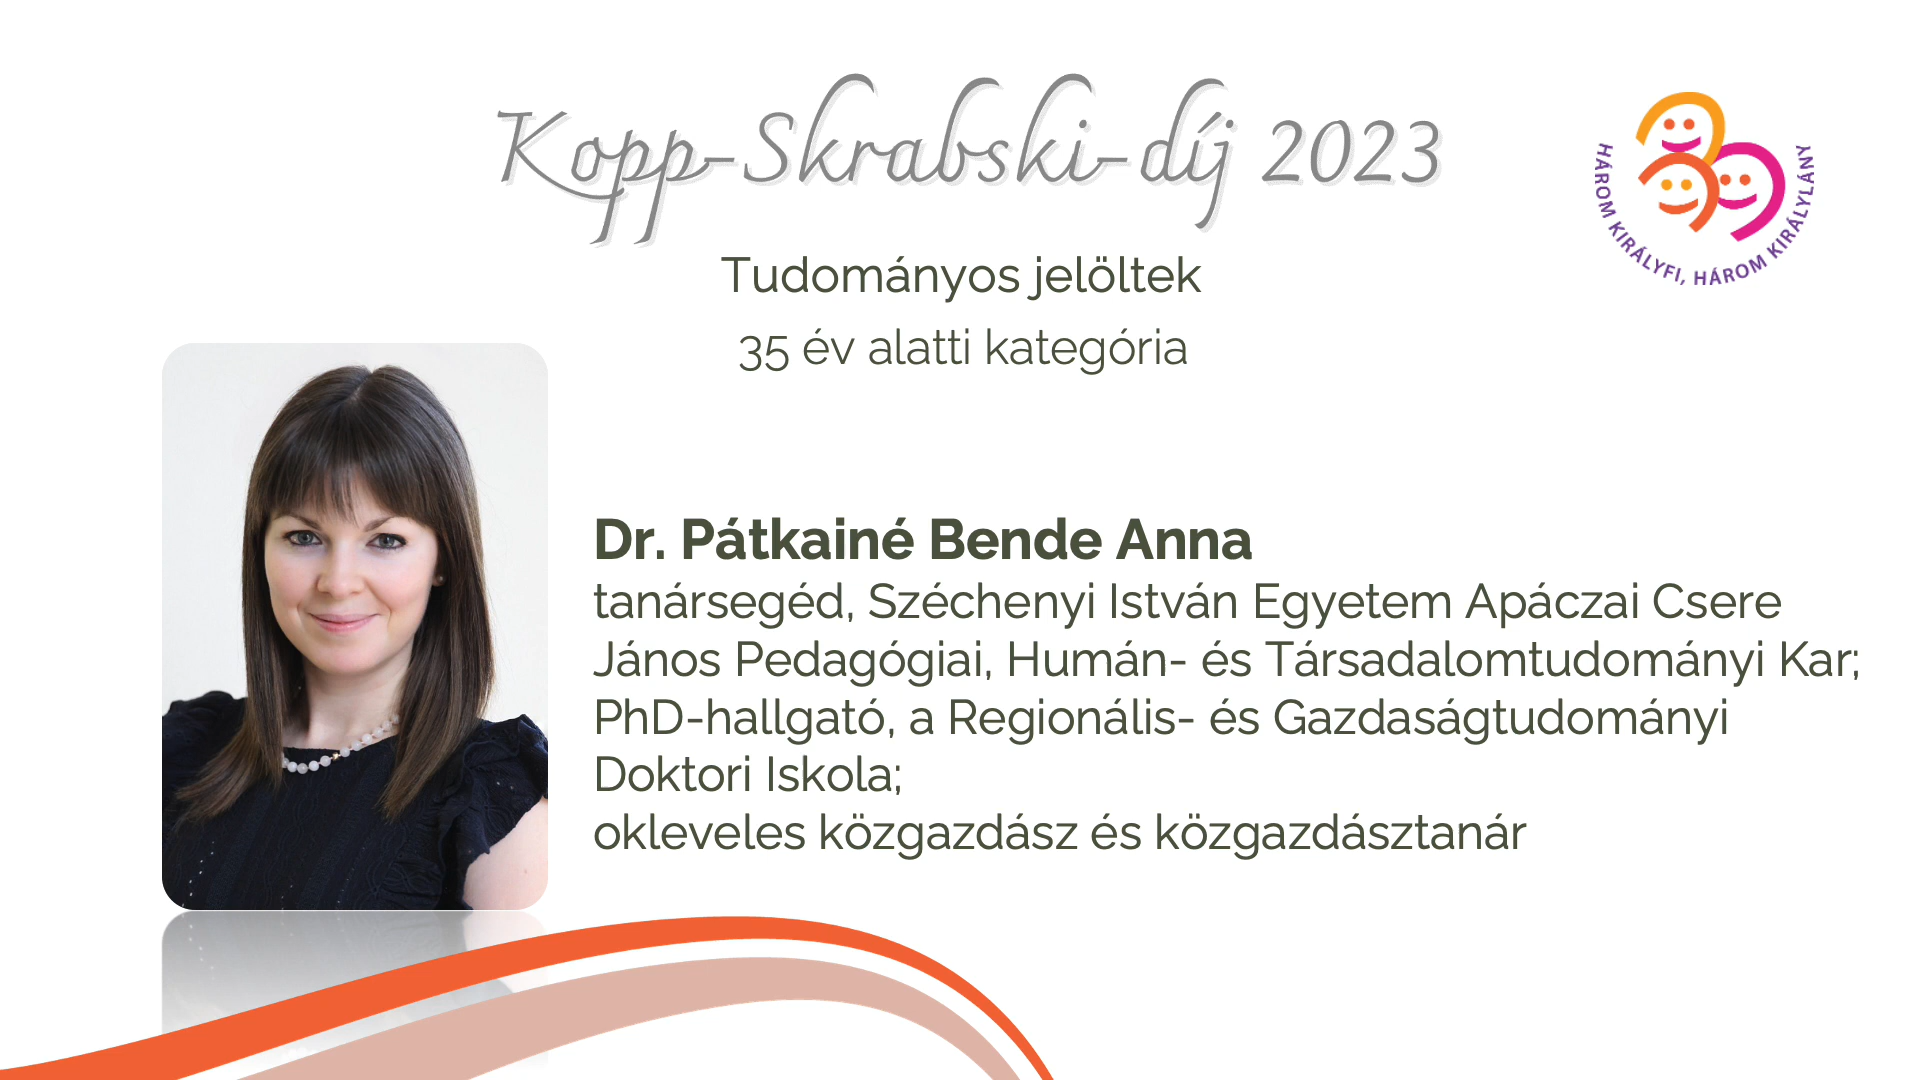 Kopp-Skrabski-díj 2023
HÁROM KIRÁLYFI, HÁROM KIRÁLYLÁNY
Tudományos jelöltek
35 év alatti kategória
Dr. Pátkainé Bende Anna
tanársegéd, Széchenyi István Egyetem Apáczai Csere
János Pedagógiai, Humán- és Társadalomtudományi Kar;
PhD-hallgató, a Regionális- és Gazdaságtudományi
Doktori Iskola;
okleveles közgazdász és közgazdásztanár